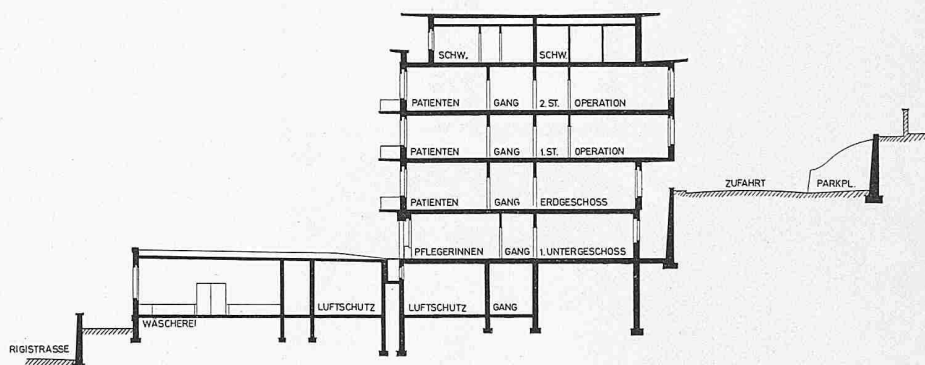 SCHW. SCHW.
PATIENTEN GANG 2. ST. OPERATION
PATIENTEN GANG 1. ST. OPERATION
ZUFAHRT PARKPL.
PATIENTEN GANG ERDGESCHOSS
PFLEGERINNEN GANG 1. UNTERGESCHOSS
LUFTSCHUTZ LUFTSCHUTZ GANG
WÄSCHEREI
RIGISTRASSE